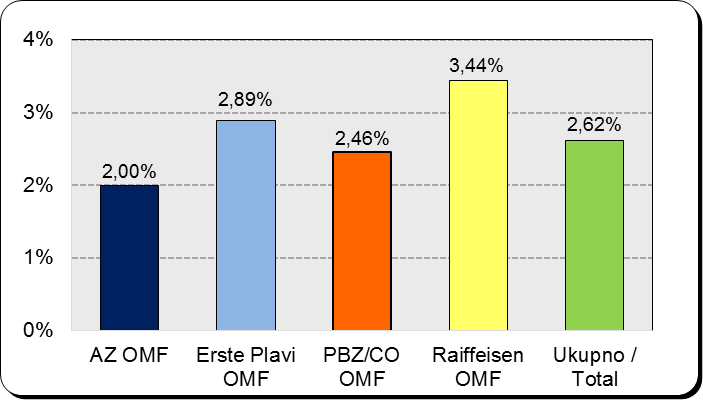 4%
3%
2%
1%
0%
2,00%
2,89%
2,46%
3,44%
2,62%
AZ OMF
Erste Plavi
OMF
PBZ/CO
OMF
Raiffeisen
OMF
Ukupno /
Total